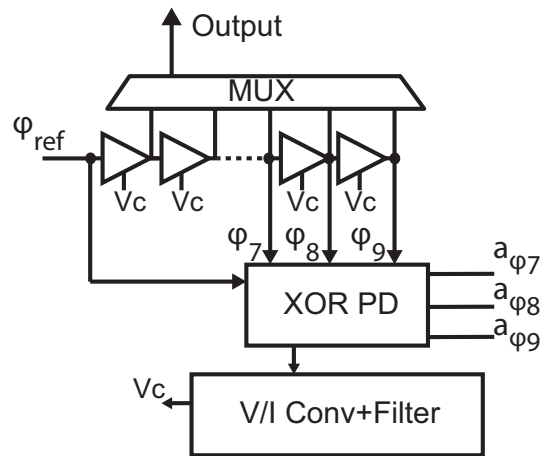 Output
MUX
φref
Vc Vc Vc Vc
φ7 φ8 φ9
XOR PD
aφ7
aφ8
aφ9
Vc
V/I Conv+Filter